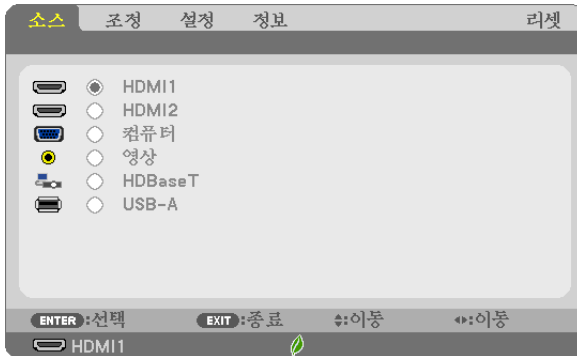 소스 조정 설정 정보 리셋
HDMI1
HDMI2
컴퓨터
영상
HDBaseT
USB-A
ENTER:선택 EXIT:종료 :이동 :이동
HDMI1